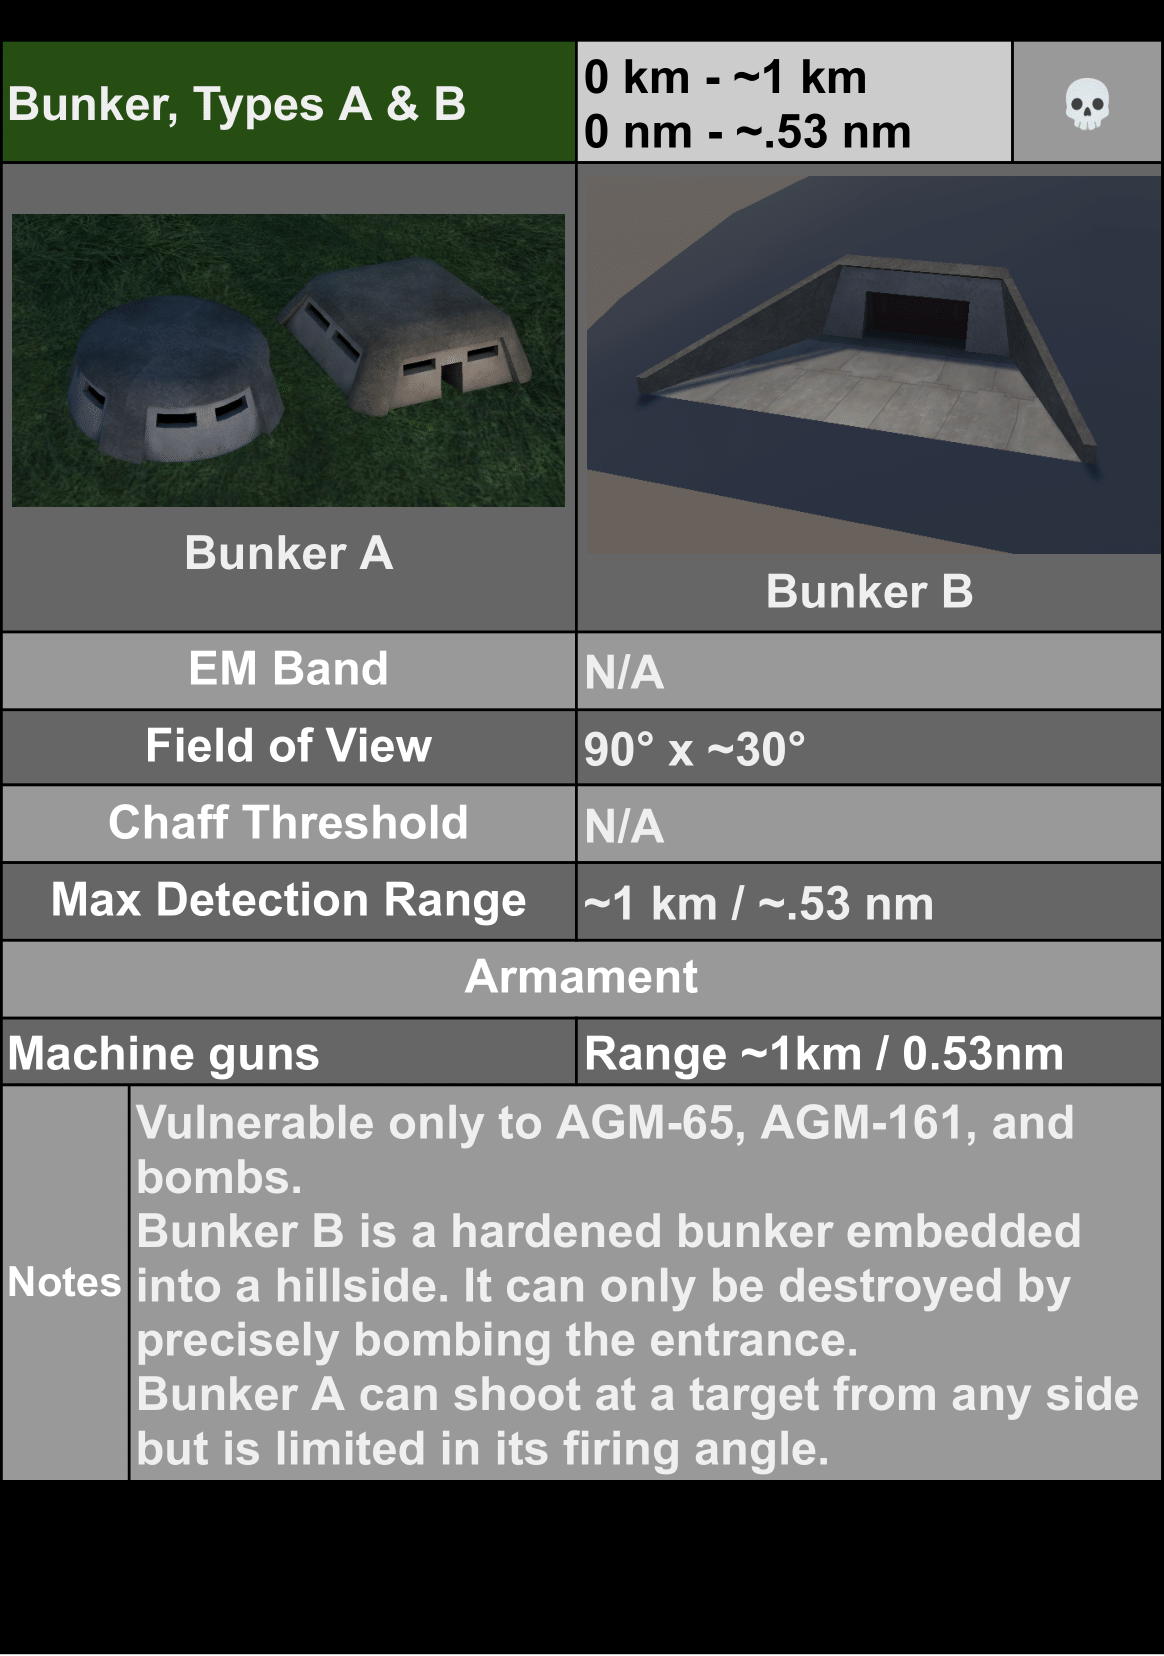 Bunker, Types A & B
0 km - ~1 km
0 nm - ~.53 nm
Bunker A
Bunker B
EM Band
N/A
Field of View
90° x ~30°
Chaff Threshold
N/A
Max Detection Range
~1 km / ~.53 nm
Armament
Machine guns
Range ~1km / 0.53nm
Notes
Vulnerable only to AGM-65, AGM-161, and
bombs.
Bunker B is a hardened bunker embedded
into a hillside. It can only be destroyed by
precisely bombing the entrance.
Bunker A can shoot at a target from any side
but is limited in its firing angle.